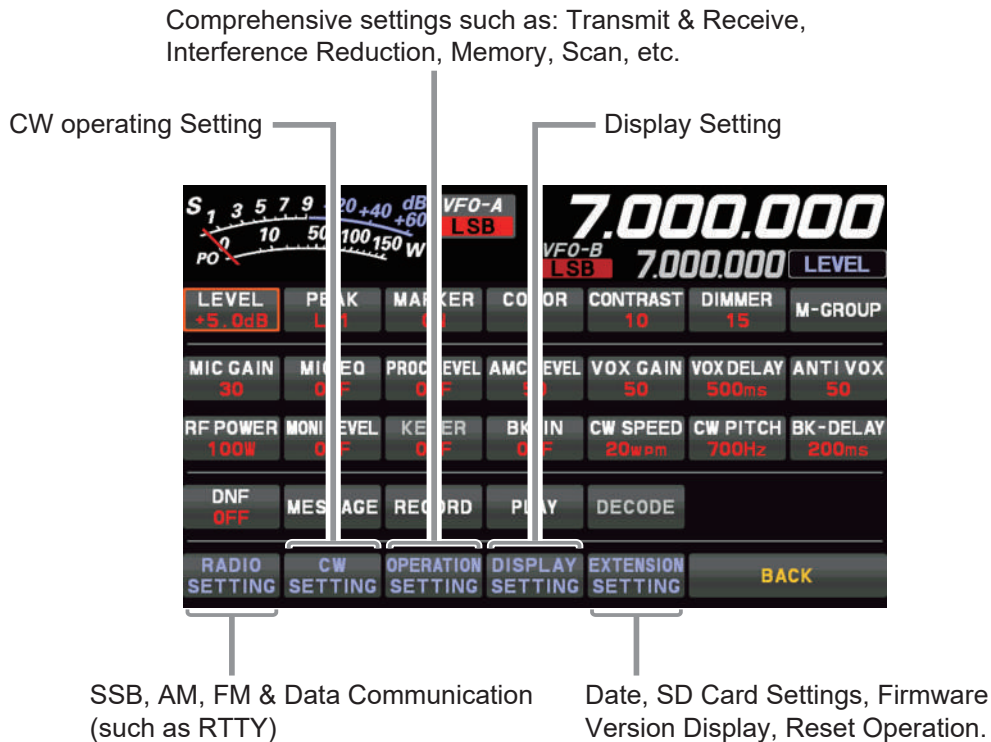 Comprehensive settings such as: Transmit & Receive,
Interference Reduction, Memory, Scan, etc.
CW operating Setting
Display Setting
S 1 3 5 7 9 20 +40 +60 dB
PO 0 10 50 100 150 W
VFO-A
LSB
7.000.000
VFO-B
LSB
7.000.000
LEVEL
LEVEL
+5.0dB
CONTRAST
10
DIMMER
15
M-GROUP
MIC GAIN
30
VOX GAIN
50
VOX DELAY
500ms
ANTI VOX
50
RF POWER
100W
CW SPEED
20wpm
CW PITCH
700Hz
BK-DELAY
200ms
DNF
OFF
DECODE
RADIO
SETTING
CW
SETTING
OPERATION
SETTING
DISPLAY
SETTING
EXTENSION
SETTING
BACK
SSB, AM, FM & Data Communication
(such as RTTY)
Date, SD Card Settings, Firmware
Version Display, Reset Operation.